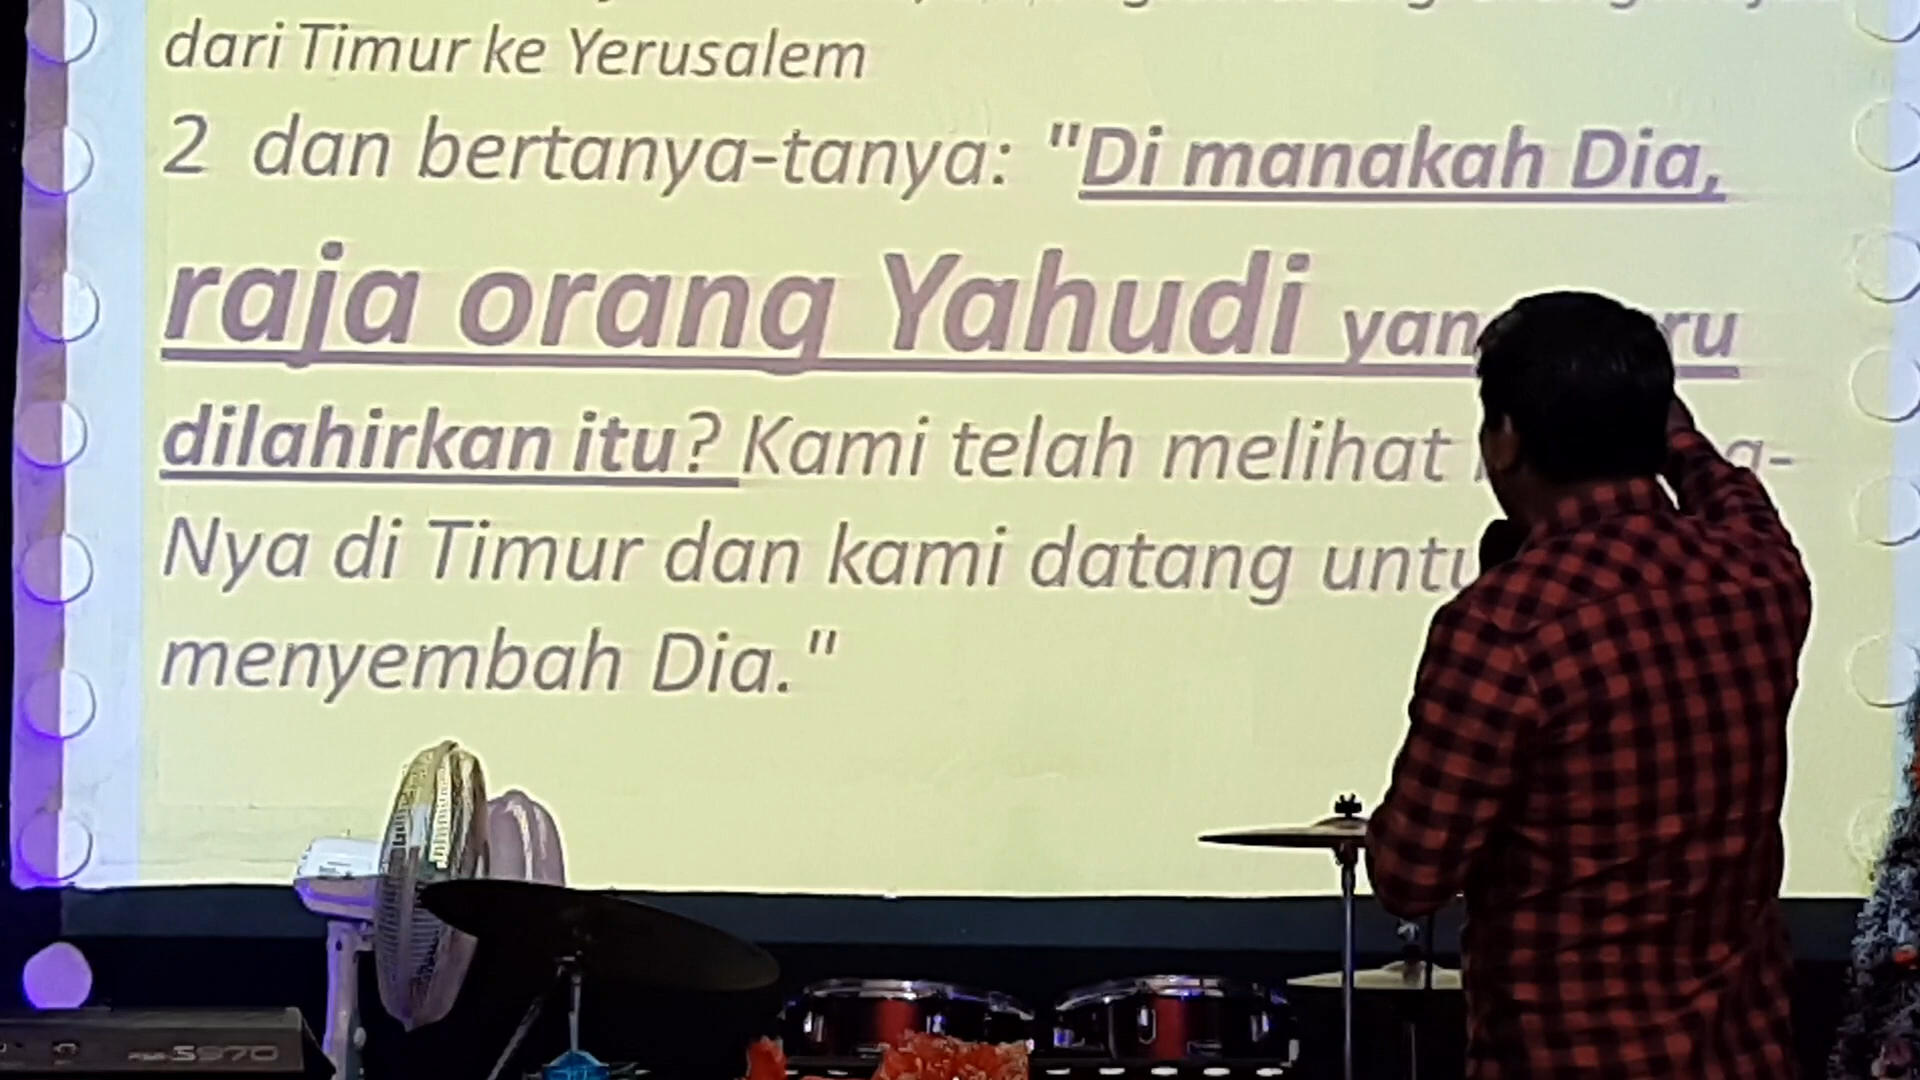 dari Timur ke Yerusalem
2 dan bertanya-tanya: "Di manakah Dia,
raja orang Yahudi
dilahirkan itu? Kami telah melihat
Nya di Timur dan kami datang
menyembah Dia."
S970